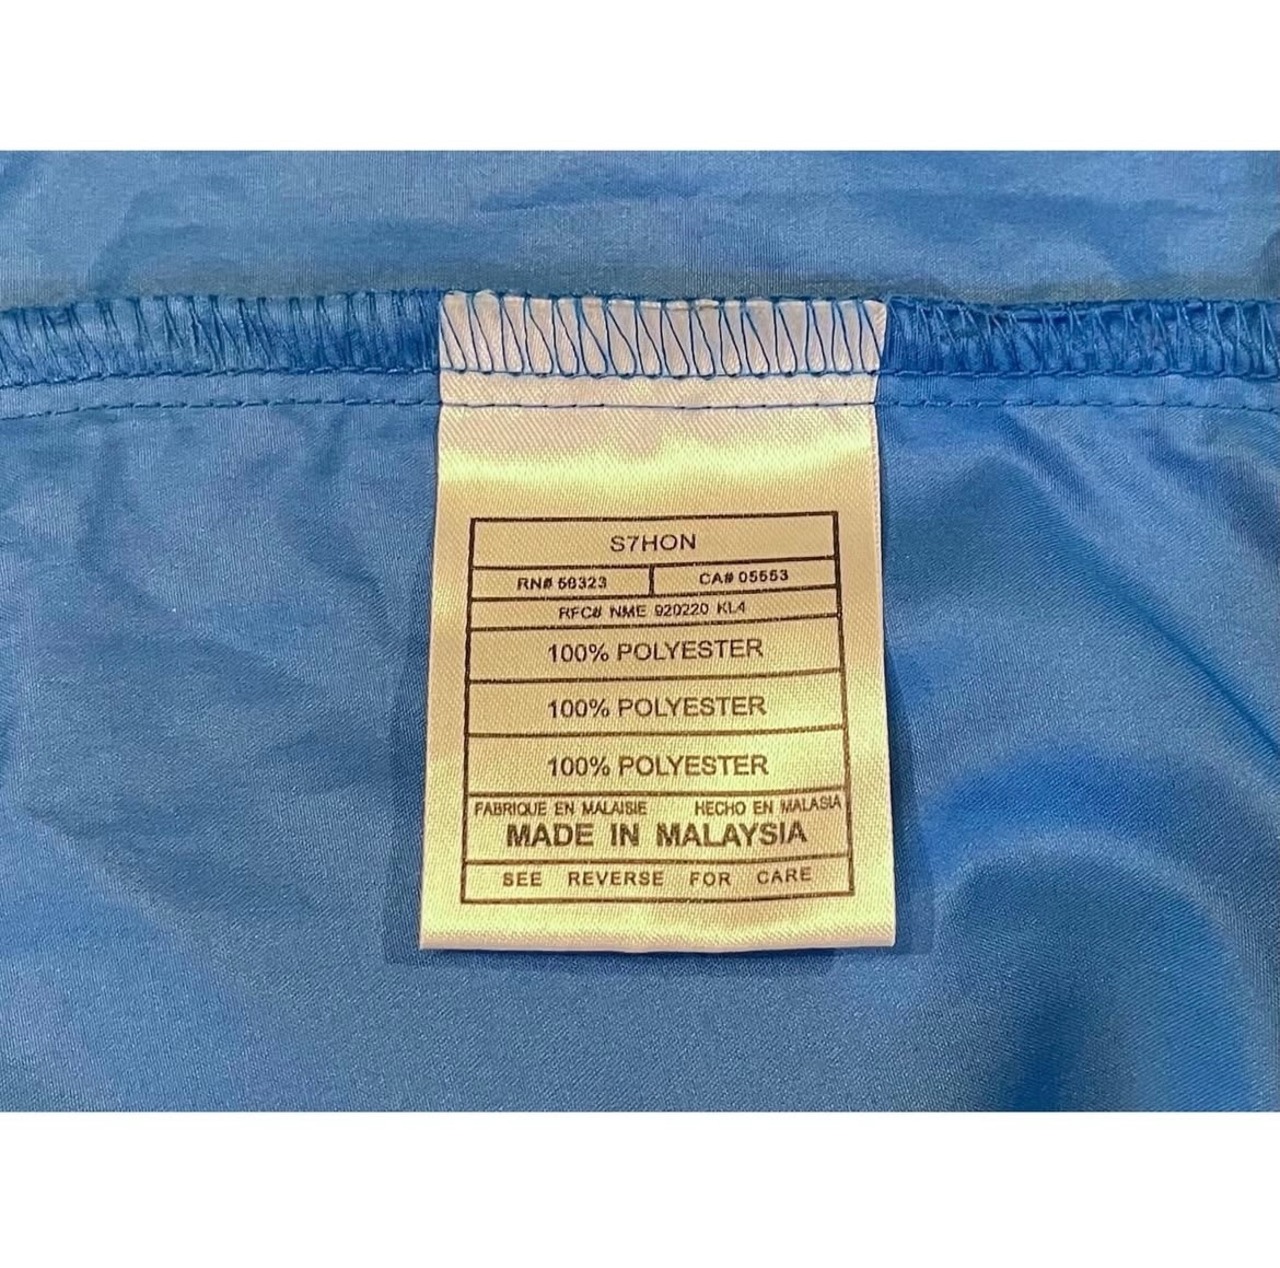 S7HON
RN# 56323 CA# 05553
RFC# NME 920220 KL4
100% POLYESTER
100% POLYESTER
100% POLYESTER
FABRIQUE EN MALAISIE HECHO EN MALASIA
MADE IN MALAYSIA
SEE REVERSE FOR CARE